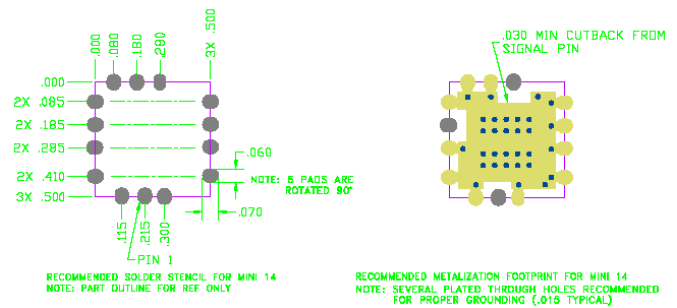 .000
.080
.180
.280
3X .500
.000
2X .085
2X .185
2X .285
2X .410
3X .500
.060
NOTE: 8 PADS ARE
ROTATED 90°
.070
.115
.215
.300
PIN 1
RECOMMENDED SOLDER STENCIL FOR MINI 14
NOTE: PART OUTLINE FOR REF ONLY
.030 MIN CUTBACK FROM
SIGNAL PIN
RECOMMENDED METALIZATION FOOTPRINT FOR MINI 14
NOTE: SEVERAL PLATED THROUGH HOLES RECOMMENDED
FOR PROPER GROUNDING (.015 TYPICAL)